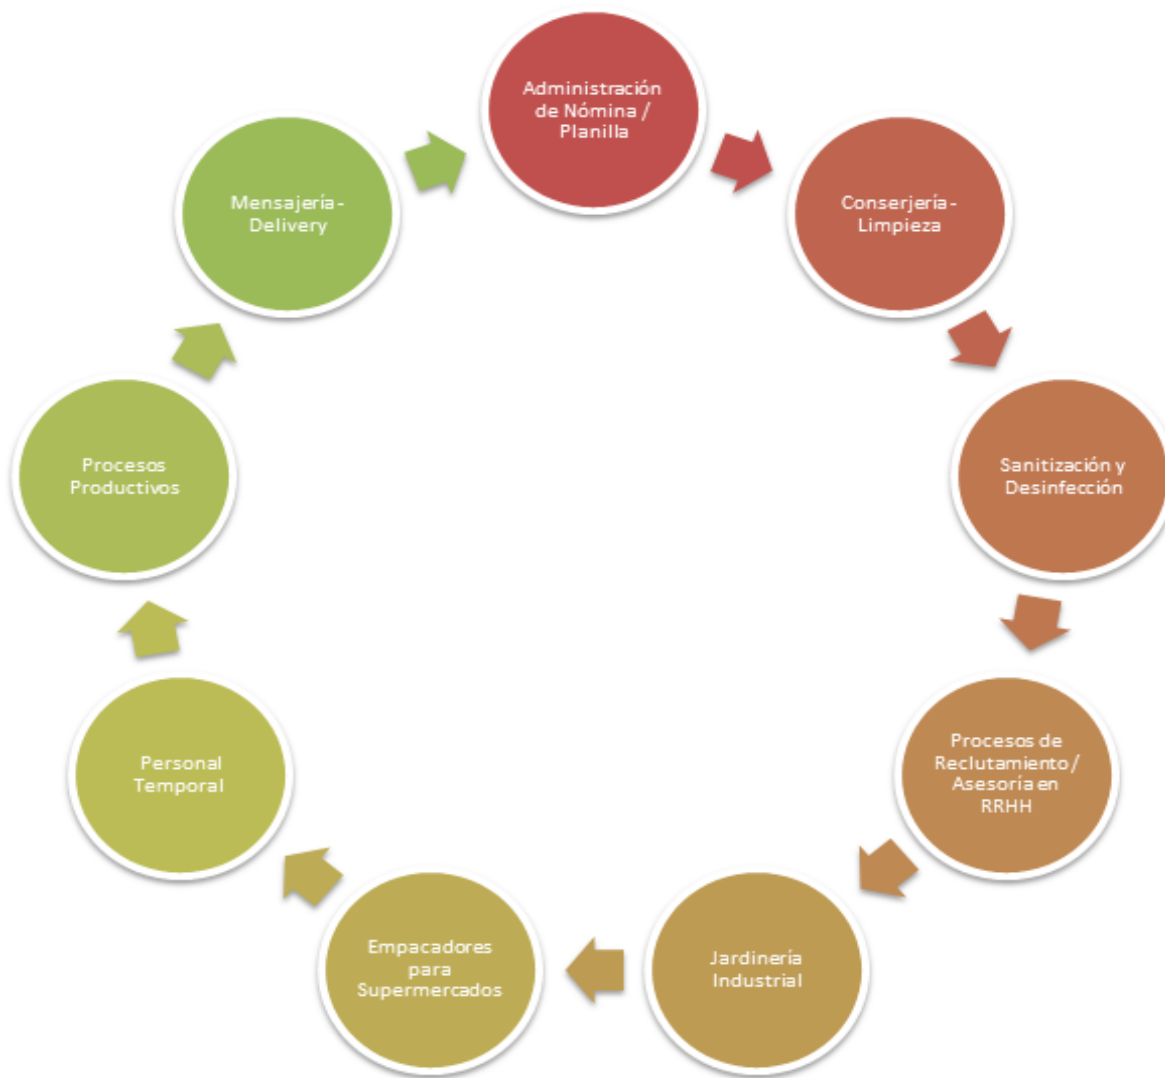 Administración
de Nómina /
Planilla
Conserjería-
Limpieza
Sanitización y
Desinfección
Procesos de
Reclutamiento /
Asesoría en
RRHH
Jardinería
Industrial
Empacadores
para
Supermercados
Personal
Temporal
Procesos
Productivos
Mensajería-
Delivery